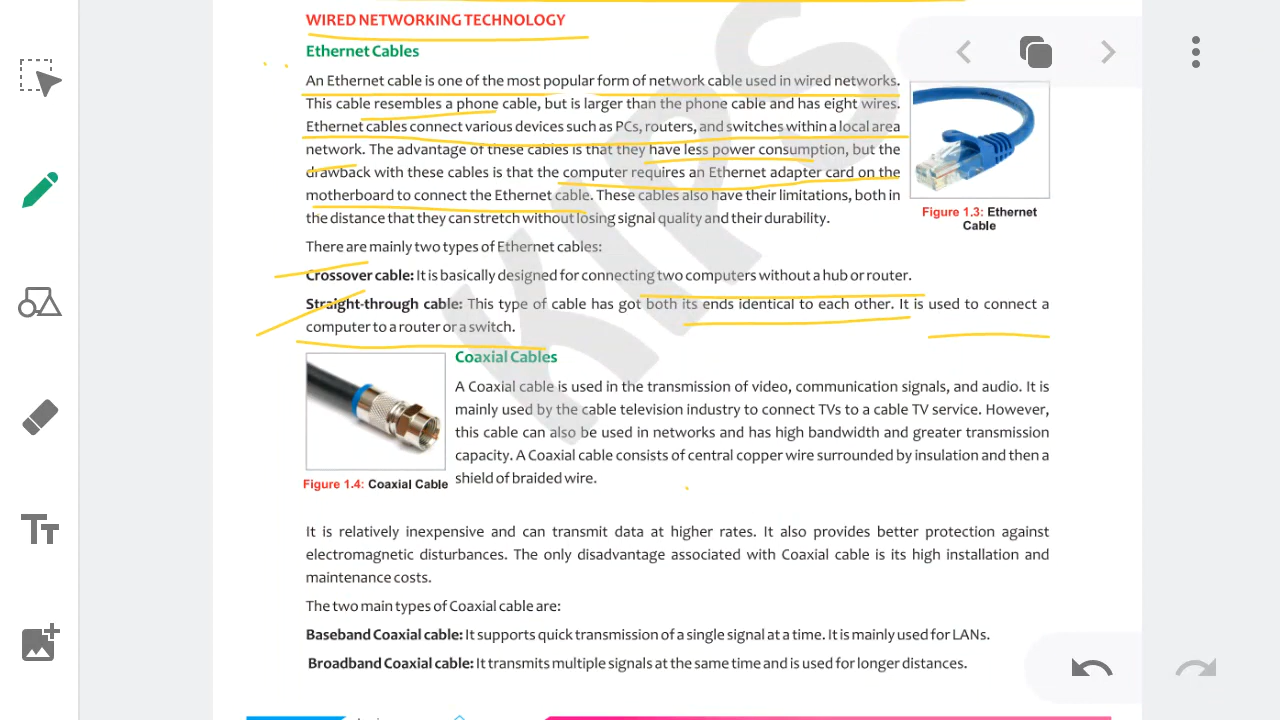 WIRED NETWORKING TECHNOLOGY
Ethernet Cables
An Ethernet cable is one of the most popular form of network cable used in wired networks.
This cable resembles a phone cable, but is larger than the phone cable and has eight wires.
Ethernet cables connect various devices such as PCs, routers, and switches within a local area
network. The advantage of these cables is that they have less power consumption, but the
drawback with these cables is that the computer requires an Ethernet adapter card on the
motherboard to connect the Ethernet cable. These cables also have their limitations, both in
the distance that they can stretch without losing signal quality and their durability.
Figure 1.3: Ethernet
Cable
There are mainly two types of Ethernet cables:
Crossover cable: It is basically designed for connecting two computers without a hub or router.
Straight-through cable: This type of cable has got both its ends identical to each other. It is used to connect a
computer to a router or a switch.
Coaxial Cables
A Coaxial cable is used in the transmission of video, communication signals, and audio. It is
mainly used by the cable television industry to connect TVs to a cable TV service. However,
this cable can also be used in networks and has high bandwidth and greater transmission
capacity. A Coaxial cable consists of central copper wire surrounded by insulation and then a
shield of braided wire.
Figure 1.4: Coaxial Cable
It is relatively inexpensive and can transmit data at higher rates. It also provides better protection against
electromagnetic disturbances. The only disadvantage associated with Coaxial cable is its high installation and
maintenance costs.
The two main types of Coaxial cable are:
Baseband Coaxial cable: It supports quick transmission of a single signal at a time. It is mainly used for LANs.
Broadband Coaxial cable: It transmits multiple signals at the same time and is used for longer distances.
KIPS
Tт